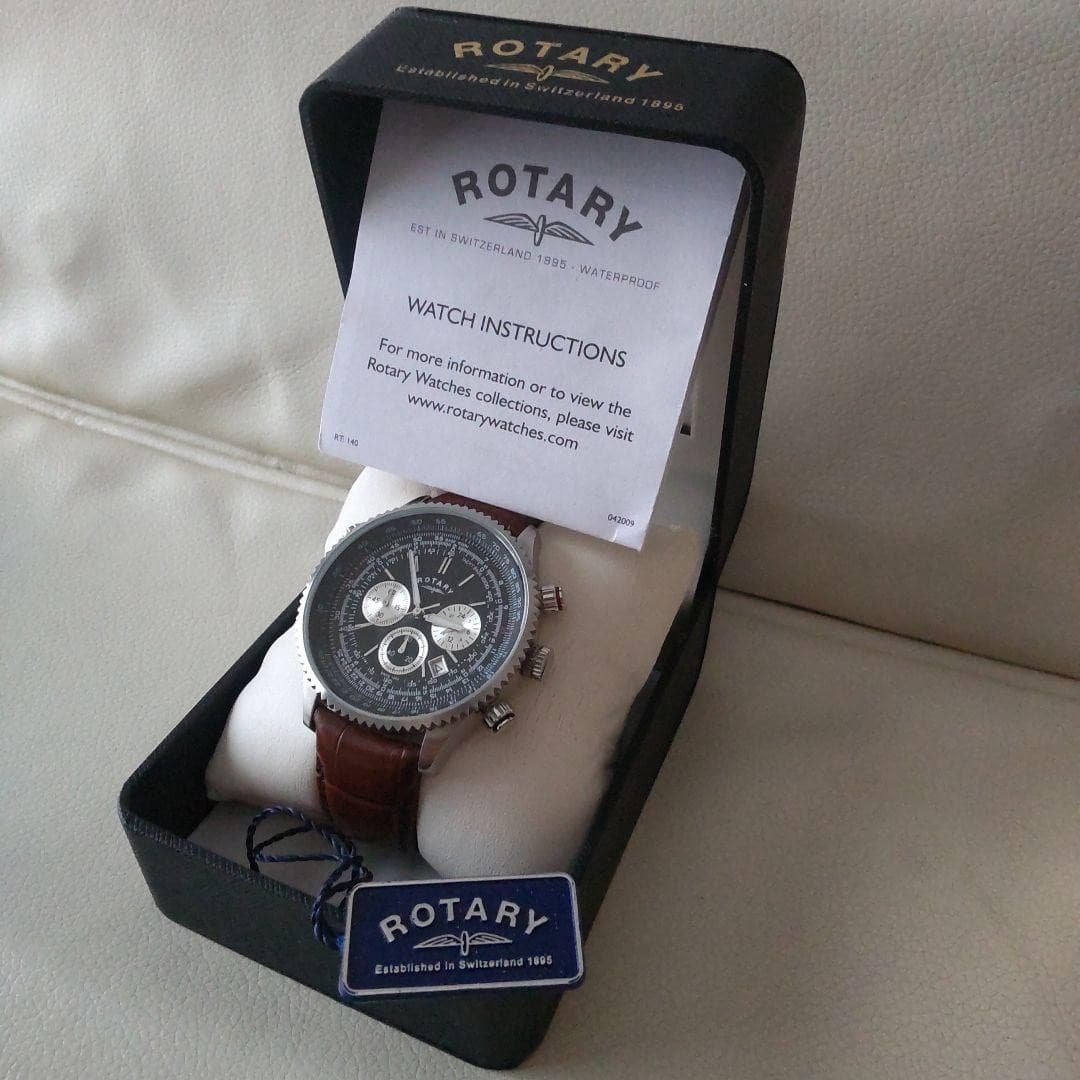 ROTARY
Established in Switzerland 1895
ROTARY
EST IN SWITZERLAND 1895 - WATERPROOF
WATCH INSTRUCTIONS
For more information or to view the
Rotary Watches collections, please visit
www.rotarywatches.com
RT: 140
042009
ROTARY
ROTARY
Established in Switzerland 1895